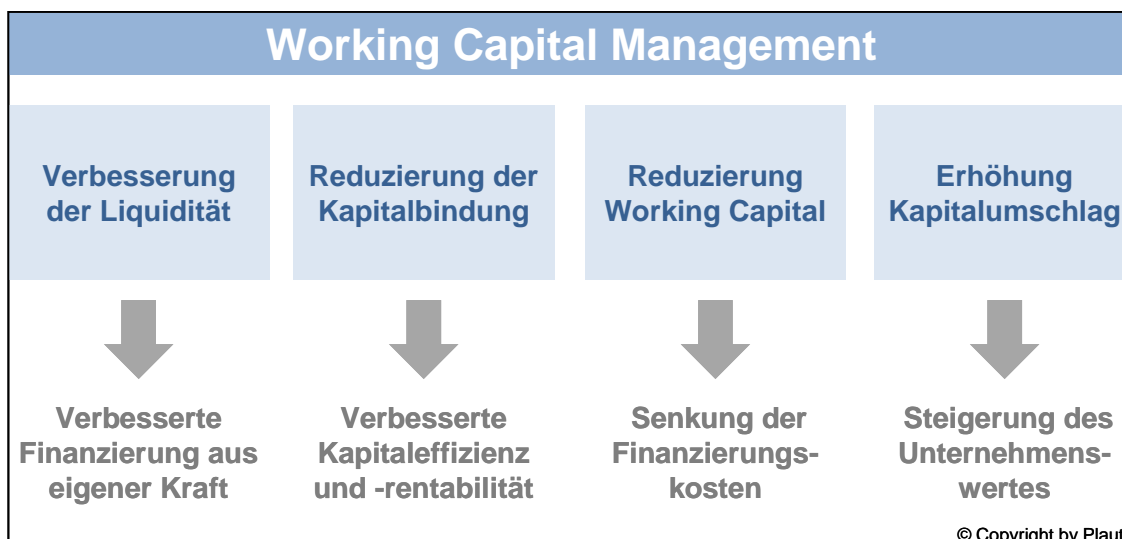 Working Capital Management
Verbesserung
der Liquidität
Reduzierung der
Kapitalbindung
Reduzierung
Working Capital
Erhöhung
Kapitalumschlag
Verbesserte
Finanzierung aus
eigener Kraft
Verbesserte
Kapitaleffizienz
und -rentabilität
Senkung der
Finanzierungs-
kosten
Steigerung des
Unternehmens-
wertes
© Copyright by Plaut